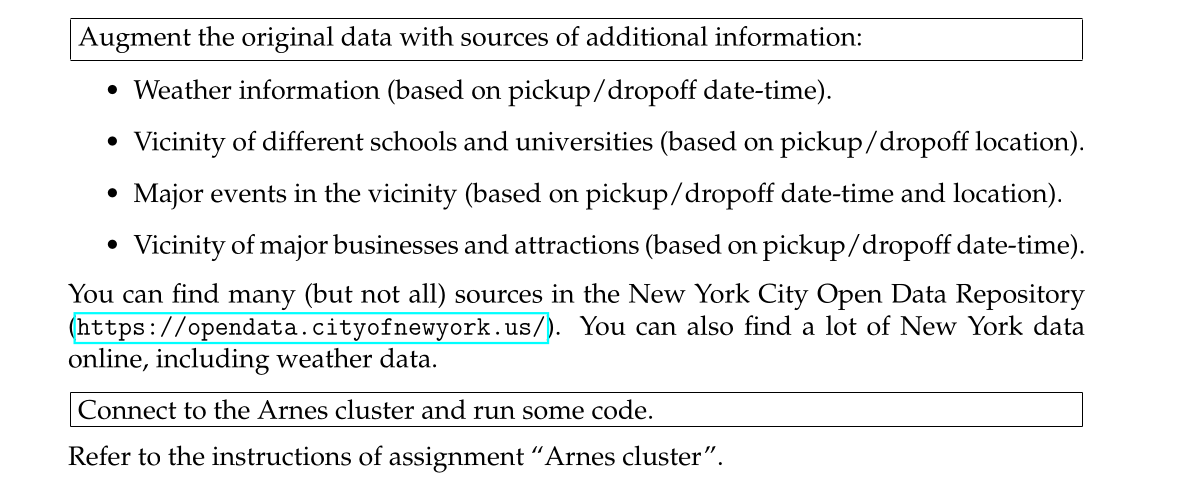 Augment the original data with sources of additional information:
• Weather information (based on pickup/dropoff date-time).
• Vicinity of different schools and universities (based on pickup/dropoff location).
• Major events in the vicinity (based on pickup/dropoff date-time and location).
• Vicinity of major businesses and attractions (based on pickup/dropoff date-time).
You can find many (but not all) sources in the New York City Open Data Repository
(https://opendata.cityofnewyork.us/). You can also find a lot of New York data
online, including weather data.
Connect to the Arnes cluster and run some code.
Refer to the instructions of assignment “Arnes cluster”.